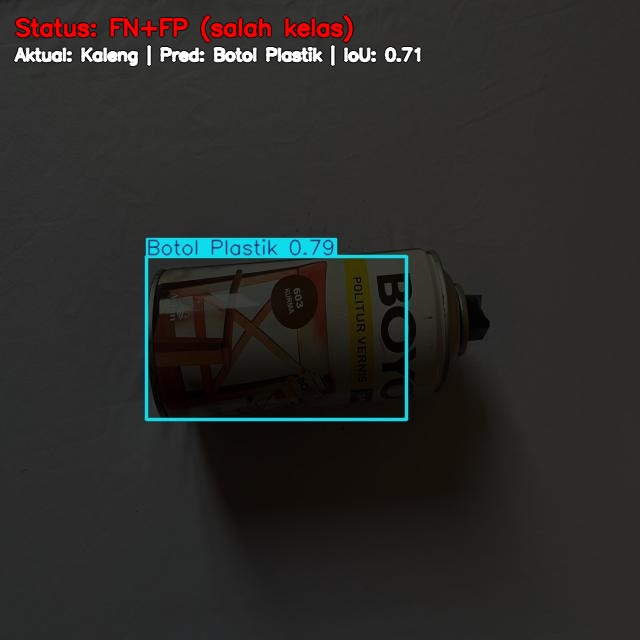 Status: FN+FP (salah kelas)
Aktual: Kaleng | Pred: Botol Plastik | IoU: 0.71
Botol Plastik 0.79
603
KURMA
POLITUR VERNIS
BOYO